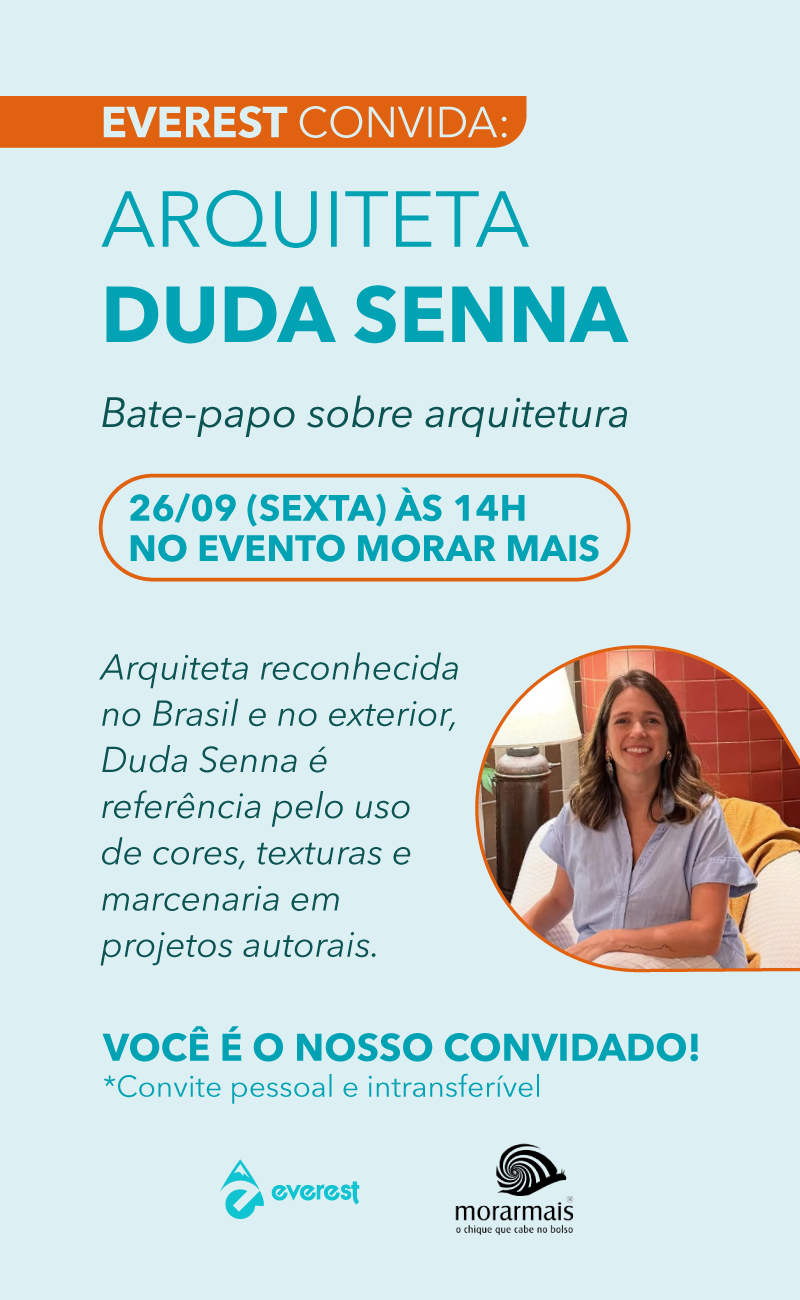 EVEREST CONVIDA:
ARQUITETA
DUDA SENNA
Bate-papo sobre arquitetura
26/09 (SEXTA) ÀS 14H
NO EVENTO MORAR MAIS
Arquiteta reconhecida
no Brasil e no exterior,
Duda Senna é
referência pelo uso
de cores, texturas e
marcenaria em
projetos autorais.
VOCÊ É O NOSSO CONVIDADO!
*Convite pessoal e intransferível
everest
morarmais®
o chique que cabe no bolso